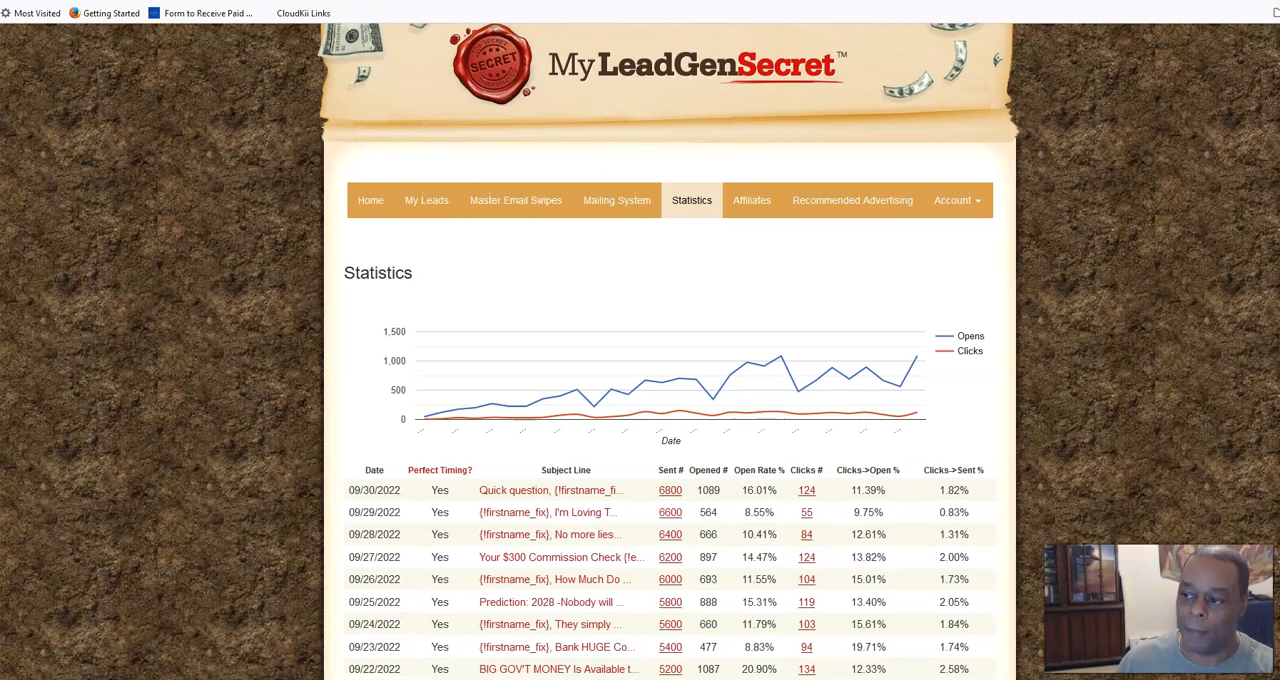 Most Visited Getting Started Form to Receive Paid ... CloudKii Links
SECRET
MyLeadGenSecret™
Home My Leads Master Email Swipes Mailing System Statistics Affiliates Recommended Advertising Account
Statistics
1,500
1,000
500
0
Opens
Clicks
Date
Date Perfect Timing? Subject Line Sent # Opened # Open Rate % Clicks # Clicks->Open % Clicks->Sent %
09/30/2022 Yes Quick question, {!firstname_fi... 6800 1089 16.01% 124 11.39% 1.82%
09/29/2022 Yes {!firstname_fix}, I'm Loving T... 6600 564 8.55% 55 9.75% 0.83%
09/28/2022 Yes {!firstname_fix}, No more lies... 6400 666 10.41% 84 12.61% 1.31%
09/27/2022 Yes Your $300 Commission Check {!e... 6200 897 14.47% 124 13.82% 2.00%
09/26/2022 Yes {!firstname_fix}, How Much Do ... 6000 693 11.55% 104 15.01% 1.73%
09/25/2022 Yes Prediction: 2028 -Nobody will ... 5800 888 15.31% 119 13.40% 2.05%
09/24/2022 Yes {!firstname_fix}, They simply ... 5600 660 11.79% 103 15.61% 1.84%
09/23/2022 Yes {!firstname_fix}, Bank HUGE Co... 5400 477 8.83% 94 19.71% 1.74%
09/22/2022 Yes BIG GOV'T MONEY Is Available t... 5200 1087 20.90% 134 12.33% 2.58%